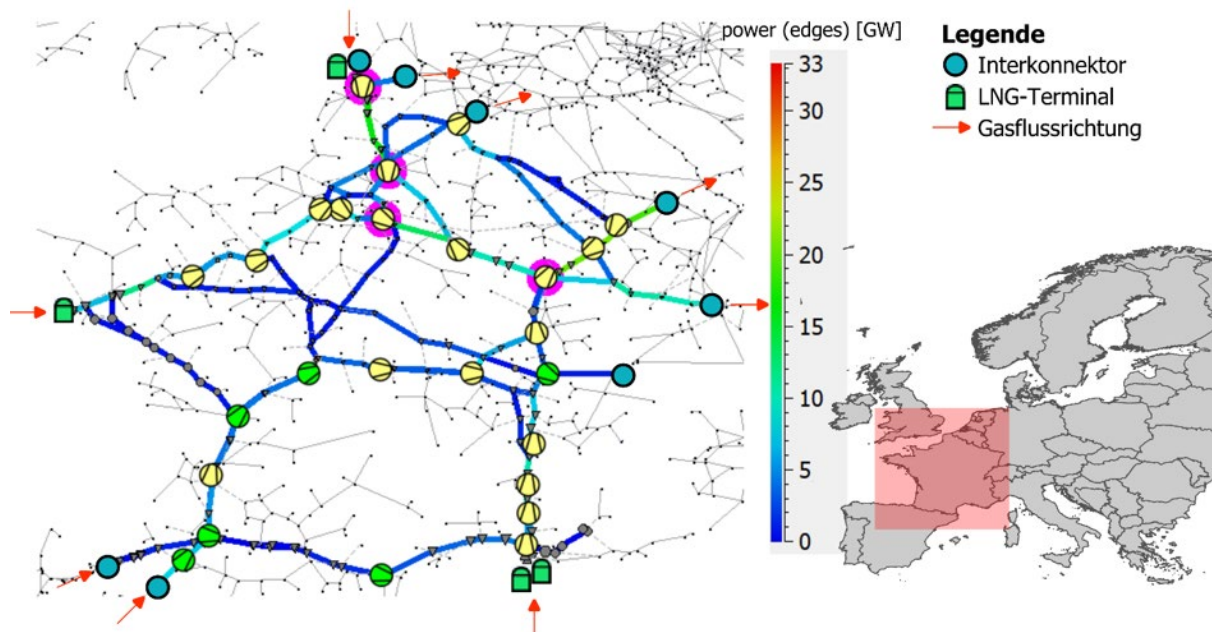 power (edges) [GW]
33
30
25
20
15
10
5
0
Legende
Interkonnektor
LNG-Terminal
Gasflussrichtung